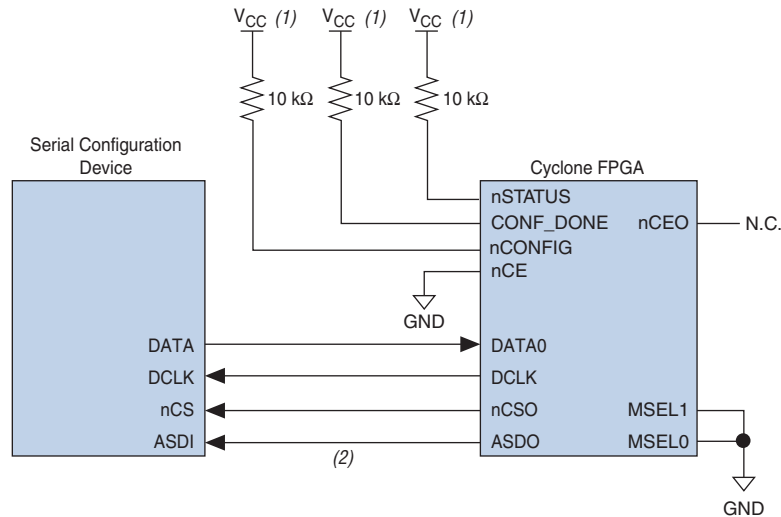 VCC (1) VCC (1) VCC (1)
10 kΩ 10 kΩ 10 kΩ
Serial Configuration
Device
Cyclone FPGA
nSTATUS
CONF_DONE nCEO N.C.
nCONFIG
nCE
GND
DATA DATA0
DCLK DCLK
nCS nCSO MSEL1
ASDI ASDO MSEL0
(2)
GND